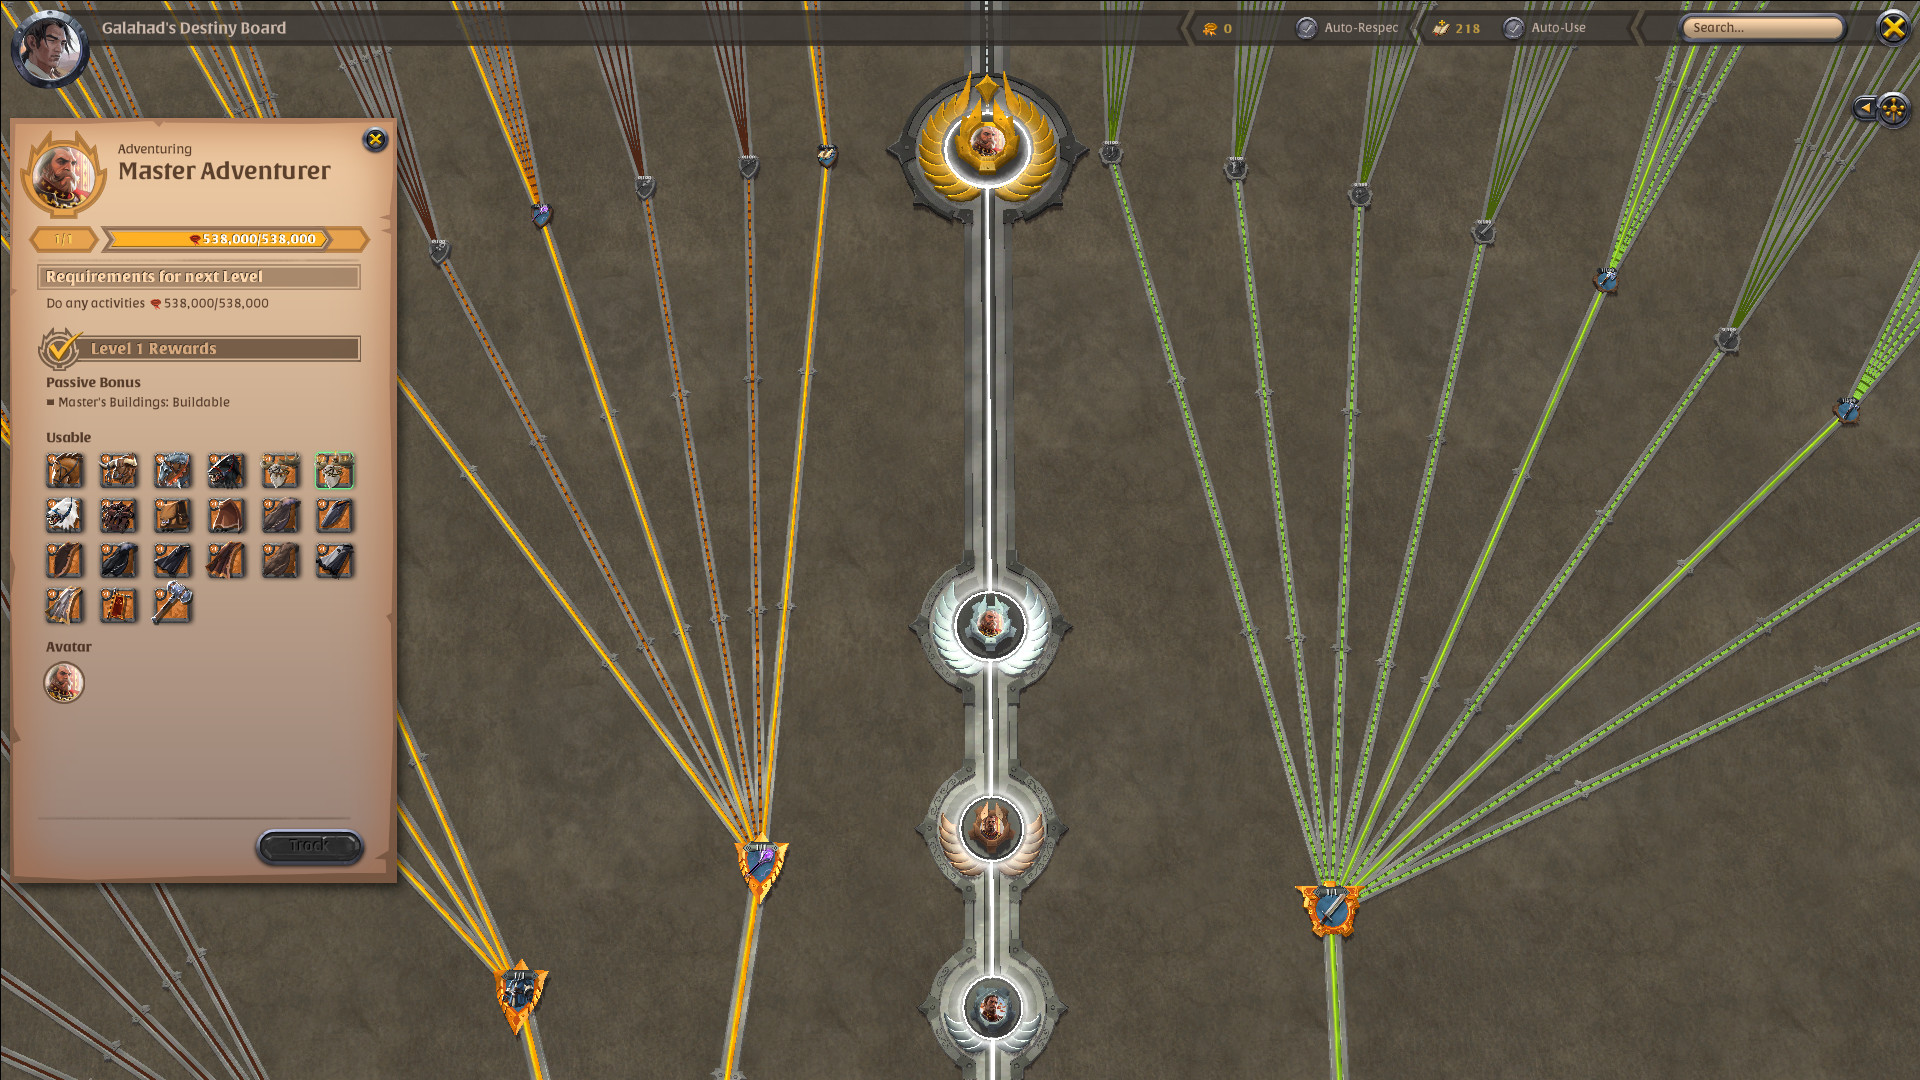 Galahad's Destiny Board
0
Auto-Respec
218
Auto-Use
Search...
Adventuring
Master Adventurer
1/1
538,000/538,000
Requirements for next Level
Do any activities 538,000/538,000
Level 1 Rewards
Passive Bonus
Master's Buildings: Buildable
Usable
Avatar
Track